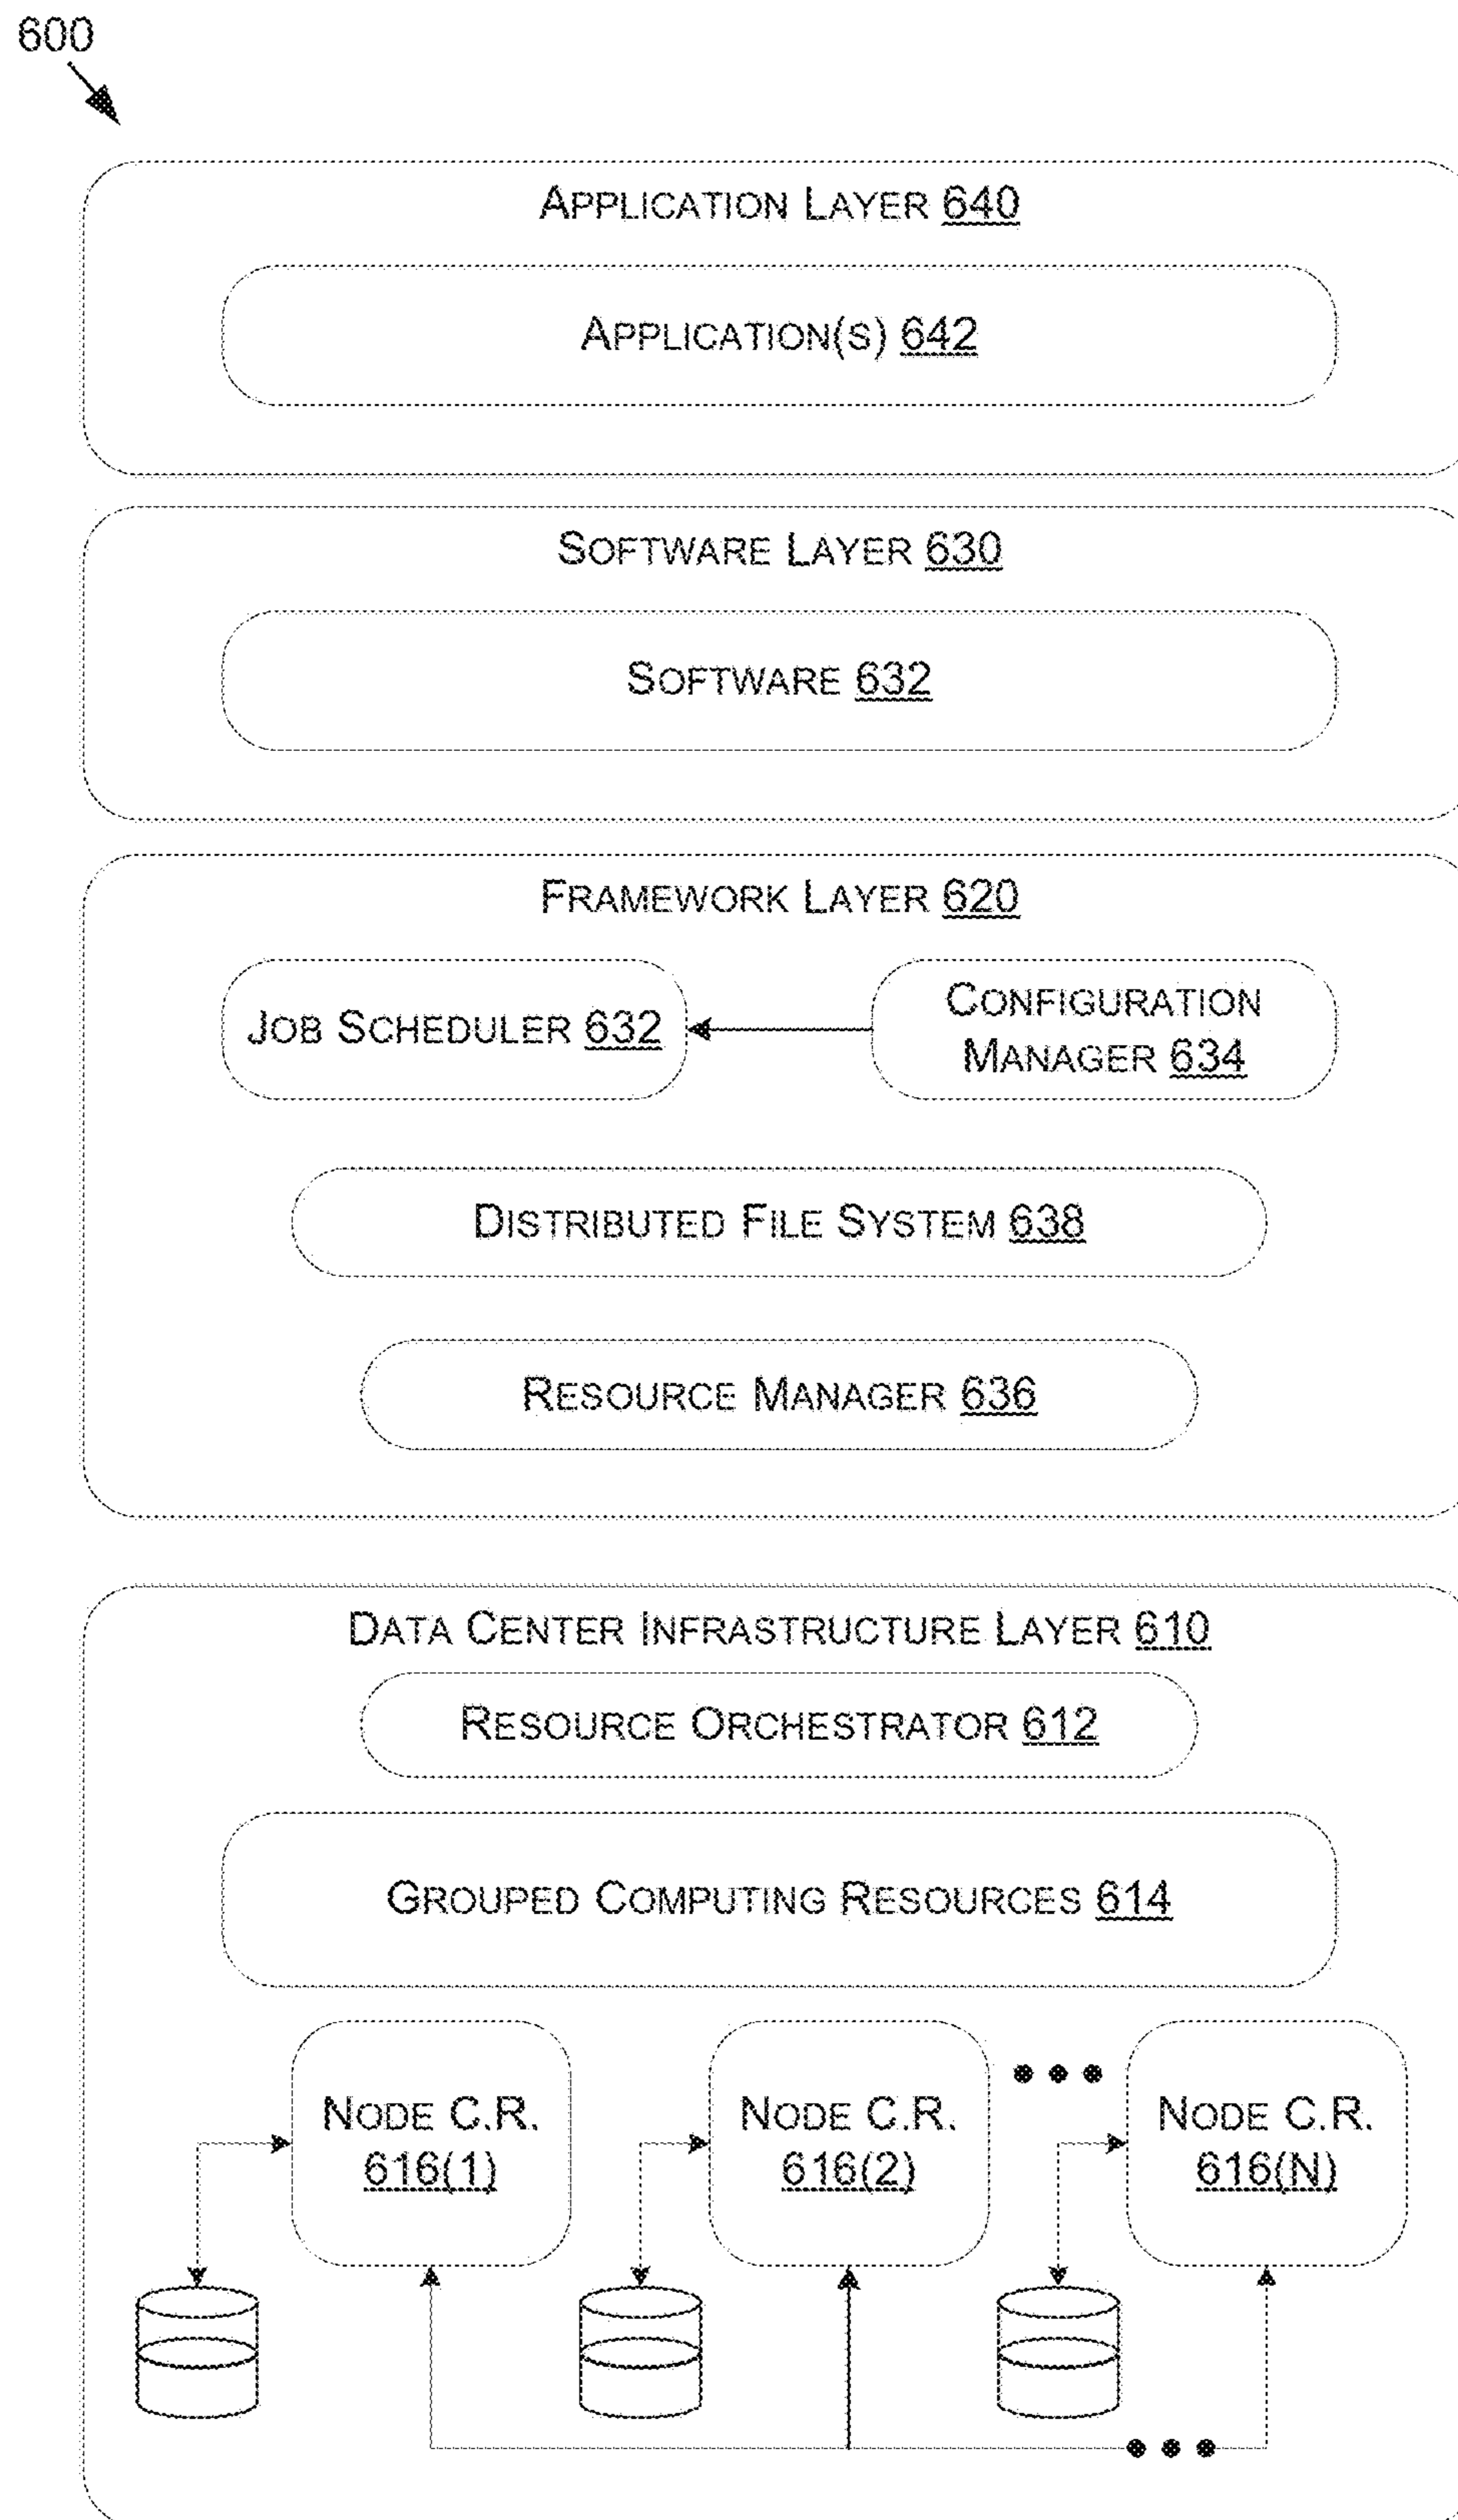 600
APPLICATION LAYER 640
APPLICATION(S) 642
SOFTWARE LAYER 630
SOFTWARE 632
FRAMEWORK LAYER 620
JOB SCHEDULER 632
CONFIGURATION
MANAGER 634
DISTRIBUTED FILE SYSTEM 638
RESOURCE MANAGER 636
DATA CENTER INFRASTRUCTURE LAYER 610
RESOURCE ORCHESTRATOR 612
GROUPED COMPUTING RESOURCES 614
NODE C.R.
616(1)
NODE C.R.
616(2)
NODE C.R.
616(N)